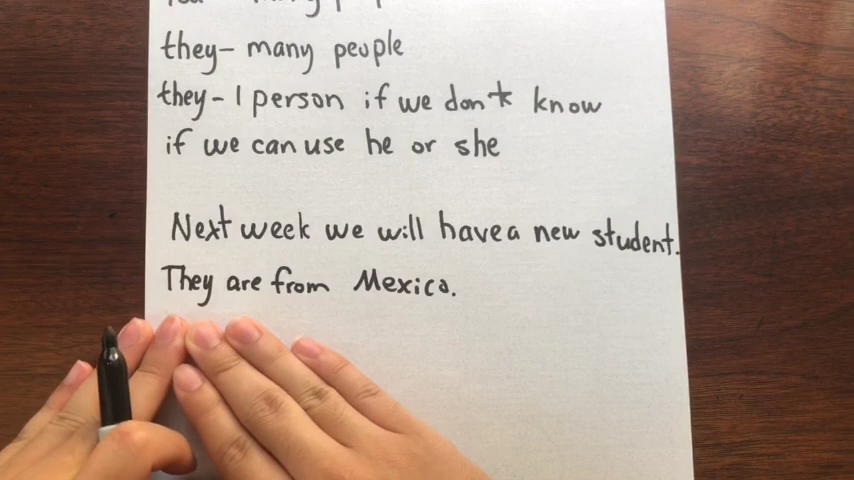 they- many people
they- 1 person if we don't know
if we can use he or she
Next week we will have a new student.
They are from Mexico.